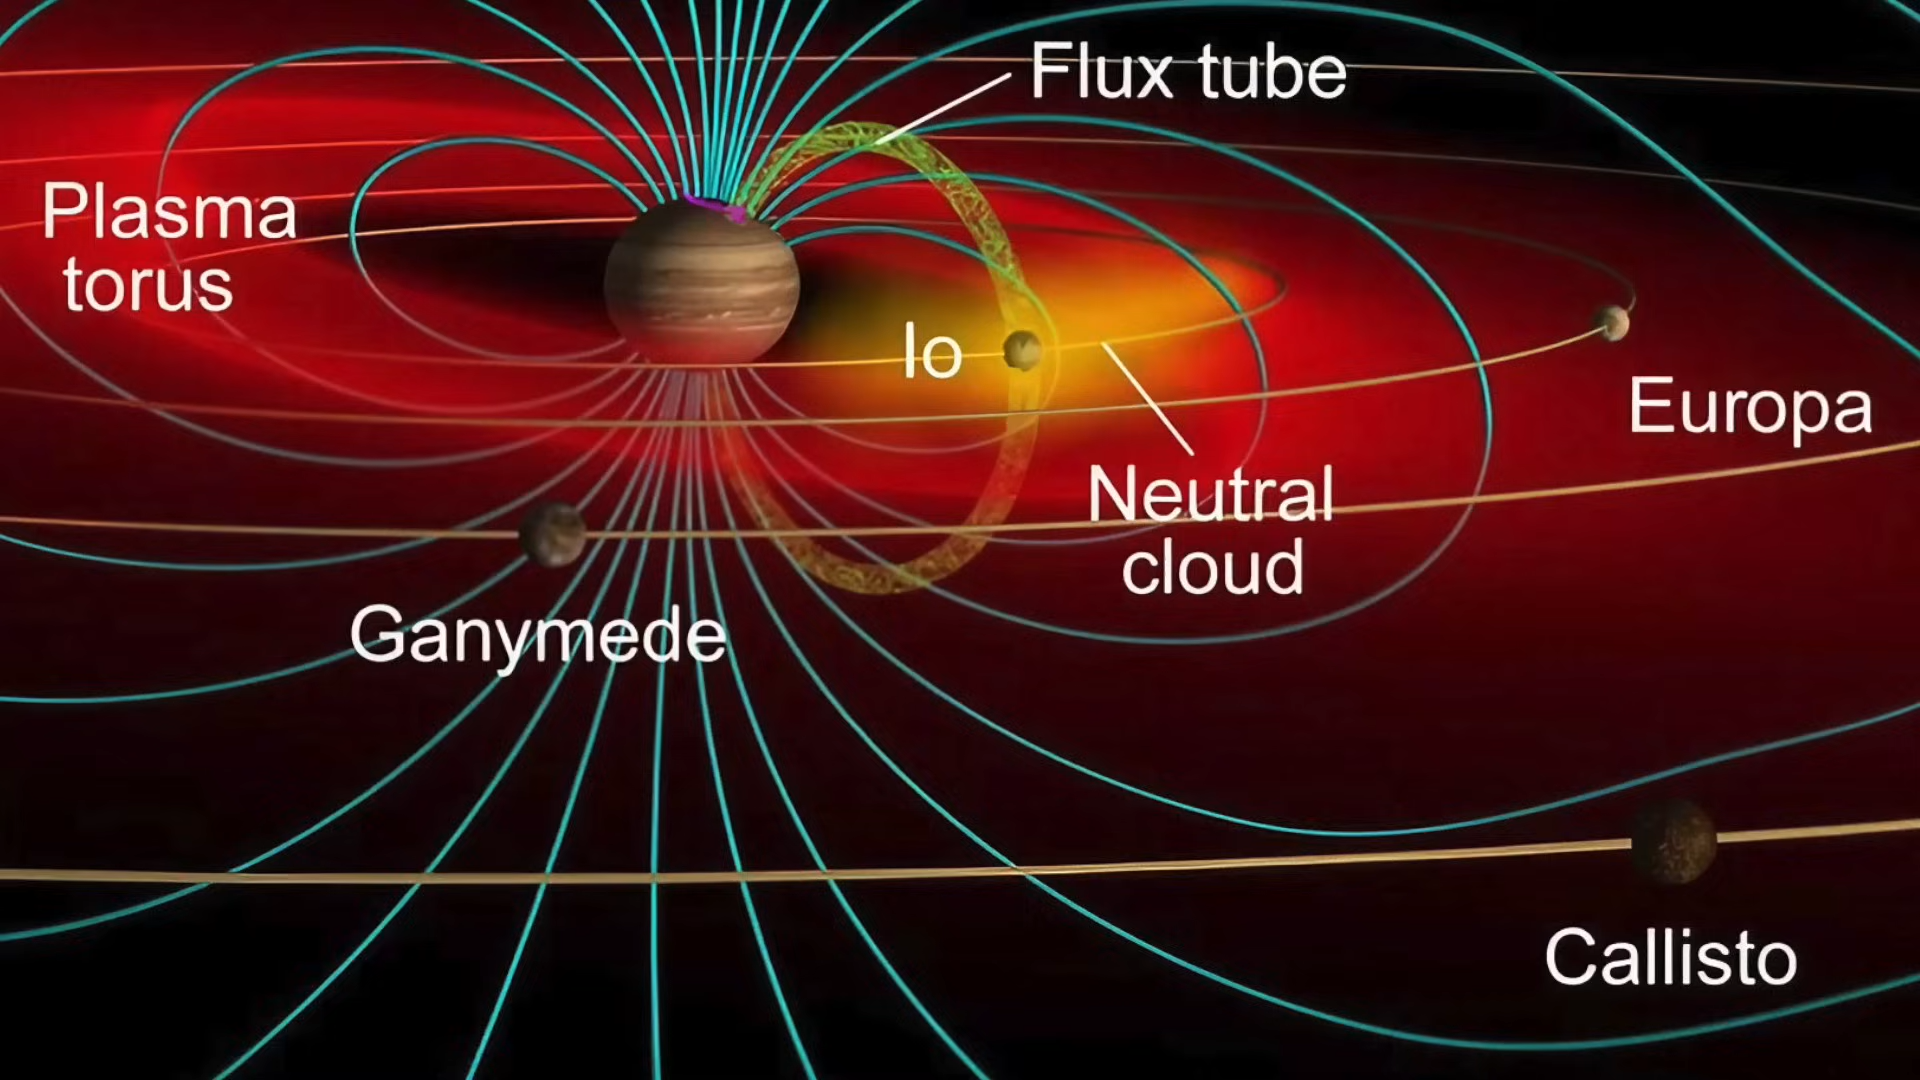 Flux tube
Plasma
torus
Io
Europa
Neutral
cloud
Ganymede
Callisto